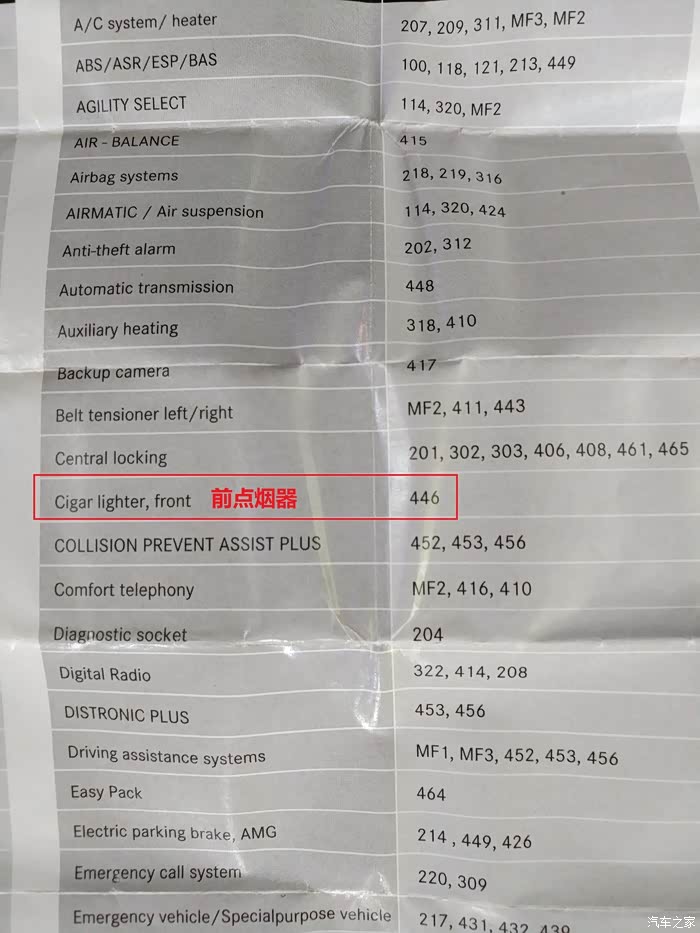 A/C system/ heater 207, 209, 311, MF3, MF2
ABS/ASR/ESP/BAS 100, 118, 121, 213, 449
AGILITY SELECT 114, 320, MF2
AIR - BALANCE 415
Airbag systems 218, 219, 316
AIRMATIC / Air suspension 114, 320, 424
Anti-theft alarm 202, 312
Automatic transmission 448
Auxiliary heating 318, 410
Backup camera 417
Belt tensioner left/right MF2, 411, 443
Central locking 201, 302, 303, 406, 408, 461, 465
Cigar lighter, front 前点烟器 446
COLLISION PREVENT ASSIST PLUS 452, 453, 456
Comfort telephony MF2, 416, 410
Diagnostic socket 204
Digital Radio 322, 414, 208
DISTRONIC PLUS 453, 456
Driving assistance systems MF1, MF3, 452, 453, 456
Easy Pack 464
Electric parking brake, AMG 214 , 449, 426
Emergency call system 220, 309
Emergency vehicle/Specialpurpose vehicle 217, 431, 432, 439
汽车之家